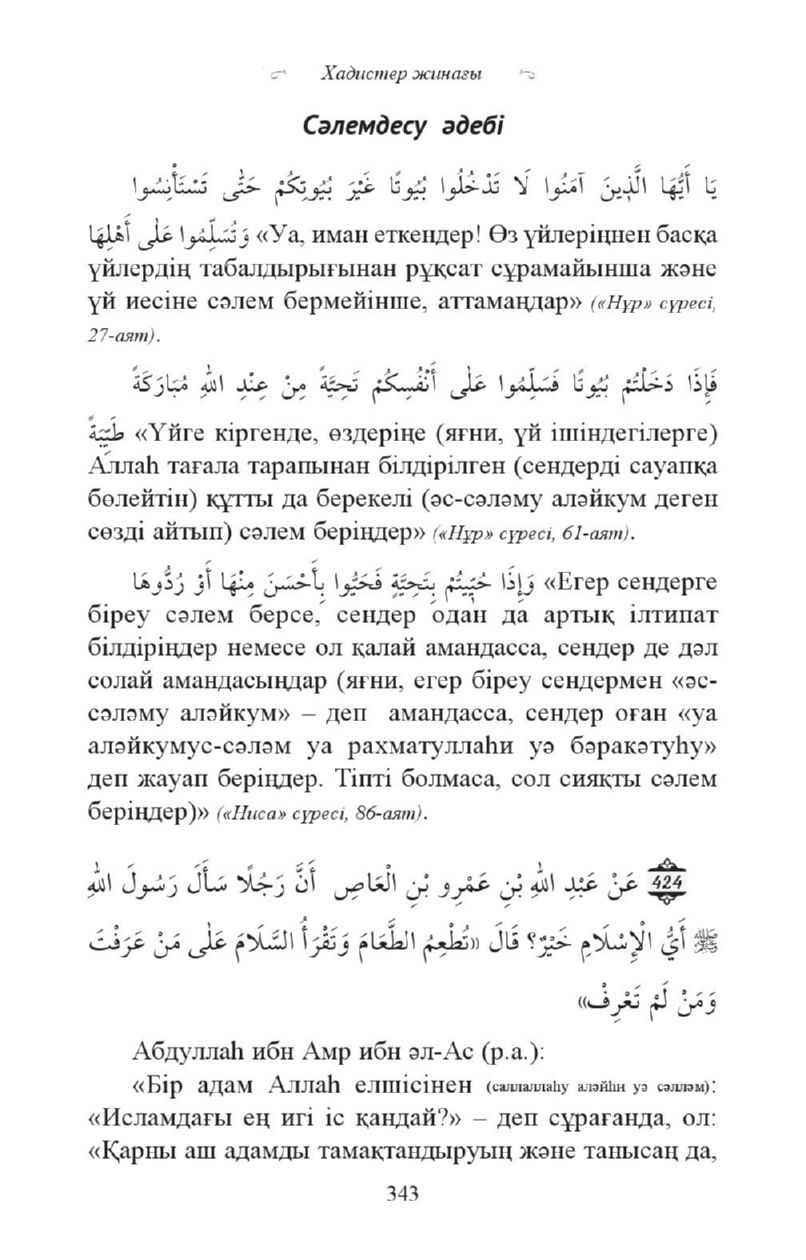 Хадистер жинағы
Сәлемдесу әдебі
يَا أَيُّهَا الَّذِينَ آمَنُوا لَا تَدْخُلُوا بُيُوتًا غَيْرَ بُيُوتِكُمْ حَتَّى تَسْتَأْنِسُوا
وَتُسَلِّمُوا عَلَى أَهْلِهَا «Уа, иман еткендер! Өз үйлеріңнен басқа
үйлердің табалдырығынан рұқсат сұрамайынша және
үй иесіне сәлем бермейінше, аттамаңдар» («Нұр» сүресі,
27-аят).
فَإِذَا دَخَلْتُمْ بُيُوتًا فَسَلِّمُوا عَلَى أَنْفُسِكُمْ تَحِيَّةً مِنْ عِنْدِ اللهِ مُبَارَكَةً
طَيِّبَةً «Үйге кіргенде, өздеріңе (яғни, үй ішіндегілерге)
Аллаһ тағала тарапынан білдірілген (сендерді сауапқа
бөлейтін) құтты да берекелі (әс-сәләму аләйкум деген
сөзді айтып) сәлем беріңдер» («Нұр» сүресі, 61-аят).
وَإِذَا حُيِّيتُمْ بِتَحِيَّةٍ فَحَيُّوا بِأَحْسَنَ مِنْهَا أَوْ رُدُّوهَا «Егер сендерге
біреу сәлем берсе, сендер одан да артық ілтипат
білдіріңдер немесе ол қалай амандасса, сендер де дәл
солай амандасыңдар (яғни, егер біреу сендермен «әс-
сәләму аләйкум» – деп амандасса, сендер оған «уа
аләйкумус-сәләм уа рахматуллаһи уә бәракәтуһу»
деп жауап беріңдер. Тіпті болмаса, сол сияқты сәлем
беріңдер)» («Ниса» сүресі, 86-аят).
424 عَنْ عَبْدِ اللهِ بْنِ عَمْرِو بْنِ الْعَاصِ أَنَّ رَجُلًا سَأَلَ رَسُولَ اللهِ
ﷺ أَيُّ الْإِسْلَامِ خَيْرٌ؟ قَالَ «تُطْعِمُ الطَّعَامَ وَتَقْرَأُ السَّلَامَ عَلَى مَنْ عَرَفْتَ
وَمَنْ لَمْ تَعْرِفْ»
Абдуллаһ ибн Амр ибн әл-Ас (р.а.):
«Бір адам Аллаһ елшісінен (саллаллаһу аләйһи уә сәлләм):
«Исламдағы ең игі іс қандай?» – деп сұрағанда, ол:
«Қарны аш адамды тамақтандыруың және танысаң да,
343